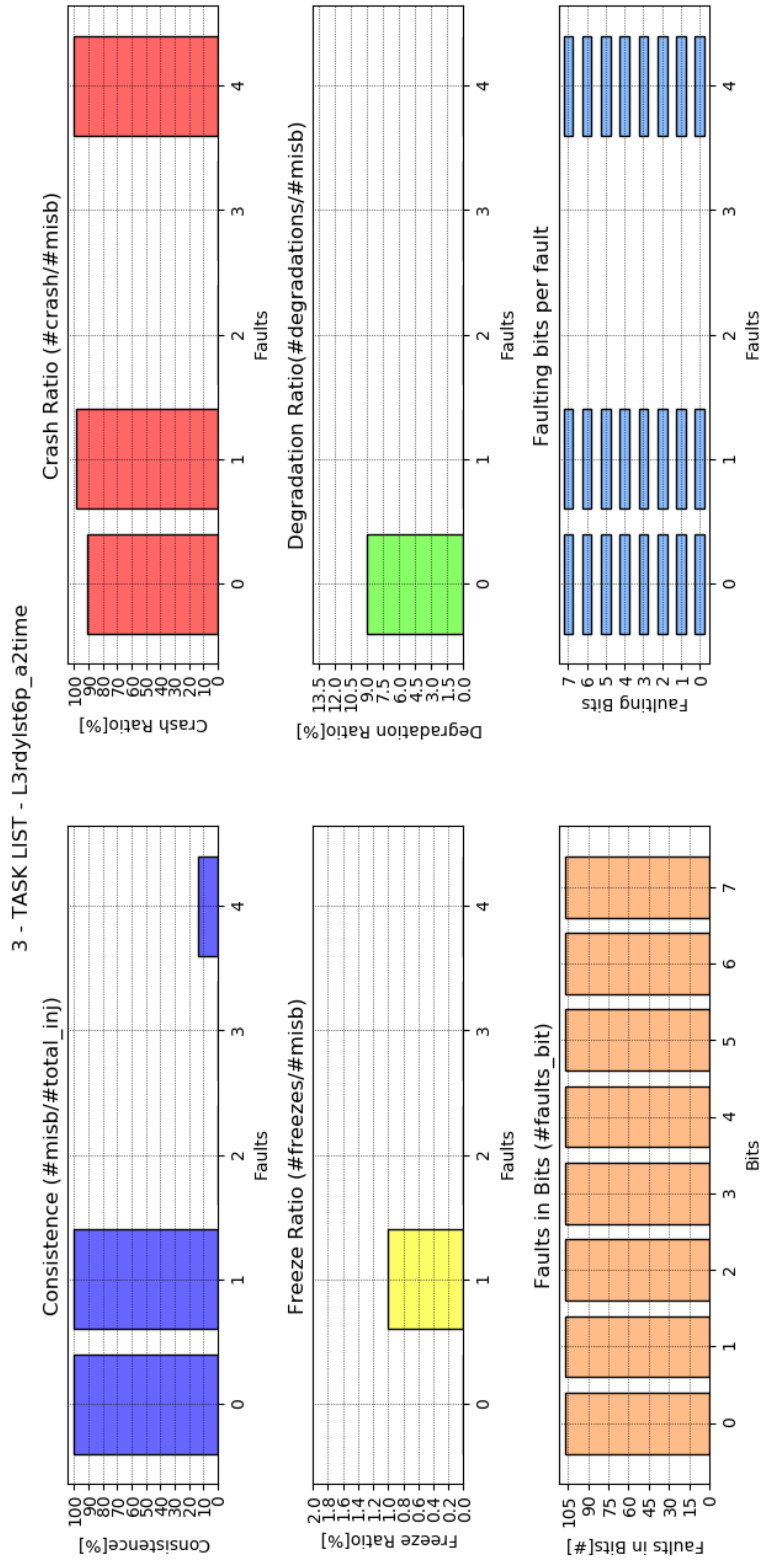 3 - TASK LIST - L3rdylst6p_a2time
Consistence (#misb/#total_inj)
Consistence[%]
100
90
80
70
60
50
40
30
20
10
0
0 1 2 3 4
Faults
Crash Ratio (#crash/#misb)
Crash Ratio[%]
100
90
80
70
60
50
40
30
20
10
0
0 1 2 3 4
Faults
Freeze Ratio (#freezes/#misb)
Freeze Ratio[%]
2.0
1.8
1.6
1.4
1.2
1.0
0.8
0.6
0.4
0.2
0.0
0 1 2 3 4
Faults
Degradation Ratio(#degradations/#misb)
Degradation Ratio[%]
13.5
12.0
10.5
9.0
7.5
6.0
4.5
3.0
1.5
0.0
0 1 2 3 4
Faults
Faults in Bits (#faults_bit)
Faults in Bits[#]
105
90
75
60
45
30
15
0
0 1 2 3 4 5 6 7
Bits
Faulting bits per fault
Faulting Bits
7
6
5
4
3
2
1
0
0 1 2 3 4
Faults